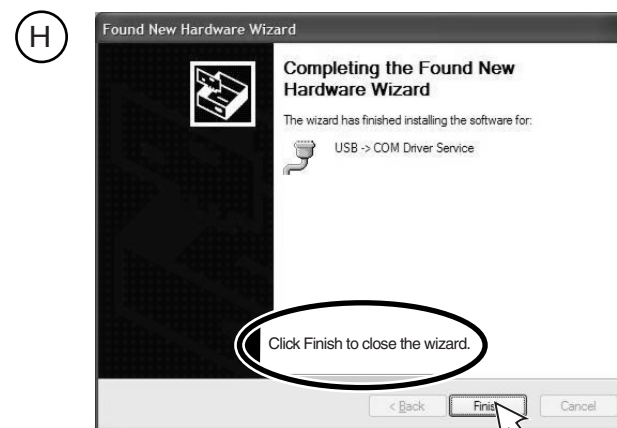 H
Found New Hardware Wizard
Completing the Found New
Hardware Wizard
The wizard has finished installing the software for:
USB -> COM Driver Service
Click Finish to close the wizard.
< Back Finis Cancel